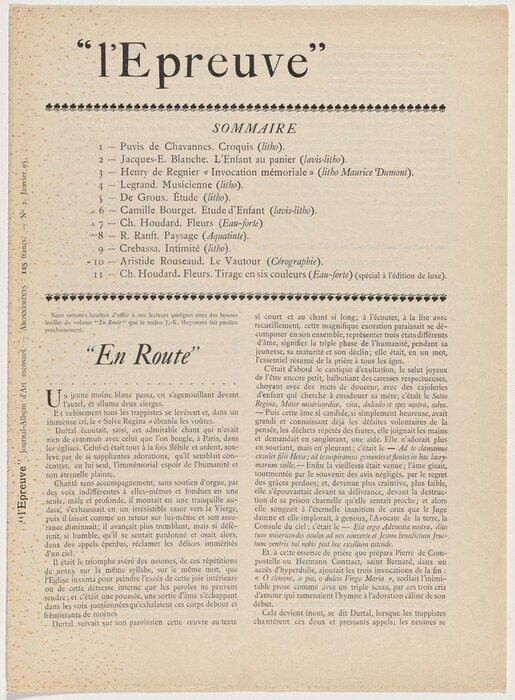 "l'Epreuve"
SOMMAIRE
1 — Puvis de Chavannes. Croquis (litho).
2 — Jacques-E. Blanche. L'Enfant au panier (lavis-litho).
3 — Henry de Regnier « Invocation mémoriale » (litho Maurice Dumont).
4 — Legrand. Musicienne (litho).
5 — De Groux. Étude (litho).
6 — Camille Bourget. Étude d'Enfant (lavis-litho).
7 — Ch. Houdard. Fleurs (Eau-forte)
8 — R. Ranft. Paysage (Aquatinte).
9 — Crebassa. Intimité (litho).
10 — Aristide Rouseaud. Le Vautour (Cérographie).
11 — Ch. Houdard. Fleurs. Tirage en six couleurs (Eau-forte) (spécial à l'édition de luxe).
"l'Epreuve" Journal-Album d'Art mensuel. — Abonnements : 125 francs. — N° 2, Janvier 95.
Nous sommes heureux d'offrir à nos lecteurs quelques unes des bonnes
feuilles du volume "En Route" que le maître J.-K. Huysmans fait paraître
prochainement.
"En Route"
Un jeune moine blanc passa, en s'agenouillant devant
l'autel, et alluma deux cierges.
Et subitement tous les trappistes se levèrent et, dans un
immense cri, le "Salve Regina" ébranla les voûtes.
Durtal écoutait, saisi, cet admirable chant qui n'avait
rien de commun avec celui que l'on beugle, à Paris, dans
les églises. Celui-ci était tout à la fois flébile et ardent, sou-
levé par de si suppliantes adorations, qu'il semblait con-
centrer, en lui seul, l'immémorial espoir de l'humanité et
son éternelle plainte.
Chanté sans accompagnement, sans soutien d'orgue, par
des voix indifférentes à elles-mêmes et fondues en une
seule, mâle et profonde, il montait en une tranquille au-
dace, s'exhaussait en un irrésistible essor vers la Vierge,
puis il faisait comme un retour sur lui-même et son assu-
rance diminuait; il avançait plus tremblant, mais si défé-
rent, si humble, qu'il se sentait pardonné et osait alors,
dans des appels éperdus, réclamer les délices immérités
d'un ciel.
Il était le triomphe avéré des neumes, de ces répétitions
de notes sur la même syllabe, sur le même mot, que
l'Eglise inventa pour peindre l'excès de cette joie intérieure
ou de cette détresse interne que les paroles ne peuvent
rendre; et c'était une poussée, une sortie d'âme s'échappant
dans les voix passionnées qu'exhalaient ces corps debout et
frémissants de moines
Durtal suivait sur son paroissien cette œuvre au texte
si court et au chant si long; à l'écouter, à la lire avec
recueillement, cette magnifique exoration paraissait se dé-
composer en son ensemble, représenter trois états différents
d'âme, signifier la triple phase de l'humanité, pendant sa
jeunesse, sa maturité et son déclin; elle était, en un mot,
l'essentiel résumé de la prière à tous les âges.
C'était d'abord le cantique d'exultation, le salut joyeux
de l'être encore petit, balbutiant des caresses respectueuses,
choyant avec des mots de douceur, avec des cajoleries
d'enfant qui cherche à amadouer sa mère; c'était le Salve
Regina, Mater misericordiæ, vita, dulcedo et spes nostra, salve.
— Puis cette âme si candide, si simplement heureuse, avait
grandi et connaissant déjà les défaites volontaires de la
pensée, les déchets répétés des fautes, elle joignait les mains
et demandait en sanglotant, une aide. Elle n'adorait plus
en souriant, mais en pleurant; c'était le — Ad te clamamus
exsules filii Hevæ; ad te suspiramus gementes et flentes in hac lacry-
marum valle. — Enfin la vieillesse était venue; l'âme gisait,
tourmentée par le souvenir des avis négligés, par le regret
des grâces perdues; et, devenue plus craintive, plus faible,
elle s'épouvantait devant sa délivrance, devant la destruc-
tion de sa prison charnelle qu'elle sentait proche; et alors
elle songeait à l'éternelle inanition de ceux que le Juge
damne et elle implorait, à genoux, l'Avocate de la terre, la
Consule du ciel; c'était le — Eia ergo Advocata nostra, illos
tuos misericordes oculos ad nos converte et Jesum benedictum fruc-
tum ventris tui nobis post hoc exilium ostende.
Et, à cette essence de prière que prépara Pierre de Com-
postelle ou Hermann Contract, saint Bernard, dans un
accès d'hyperdulie, ajoutait les trois invocations de la fin :
« O clemens, o pia, o dulcis Virgo Maria », scellait l'inimi-
table prose comme avec un triple sceau, par ces trois cris
d'amour qui ramenaient l'hymne à l'adoration câline de son
début.
Cela devient inouï, se dit Durtal, lorsque les trappistes
chantèrent ces doux et pressants appels; les neumes se